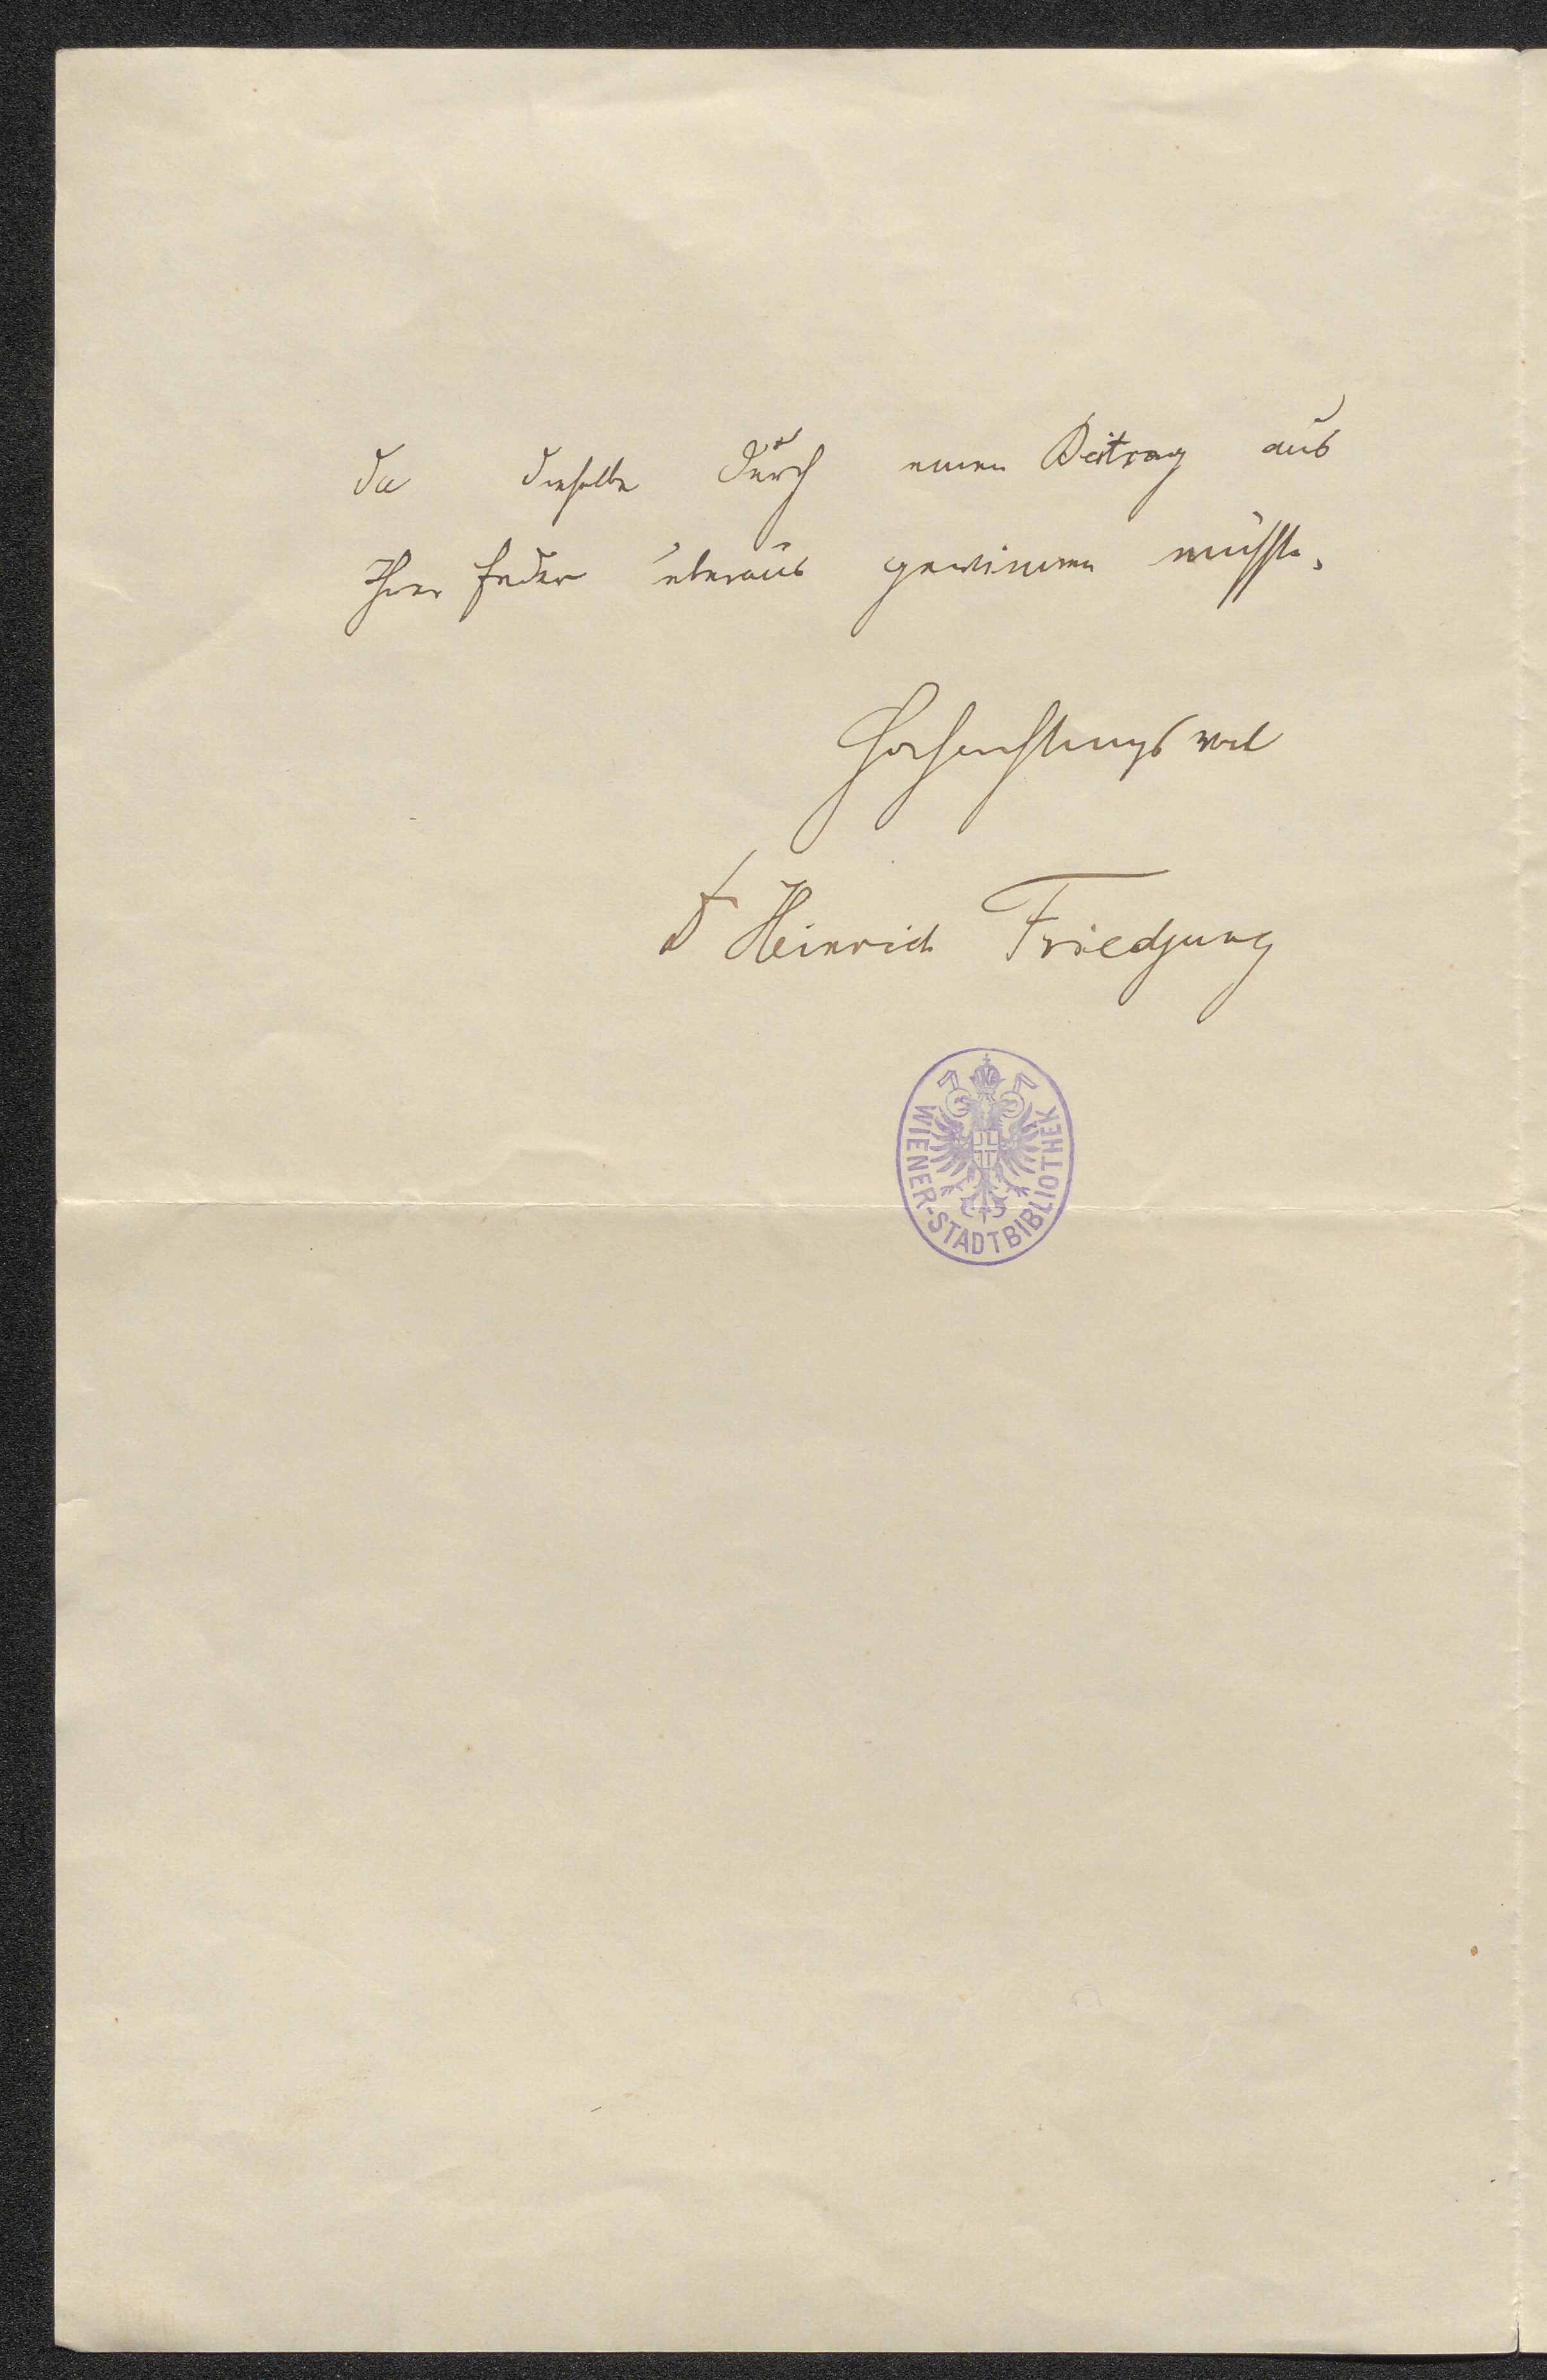 da dieselbe durch einen Beitrag aus
Ihrer Feder überaus gewinnen müsste.
Hochachtungsvoll
Dr Heinrich Friedjung
WIENER-STADTBIBLIOTHEK